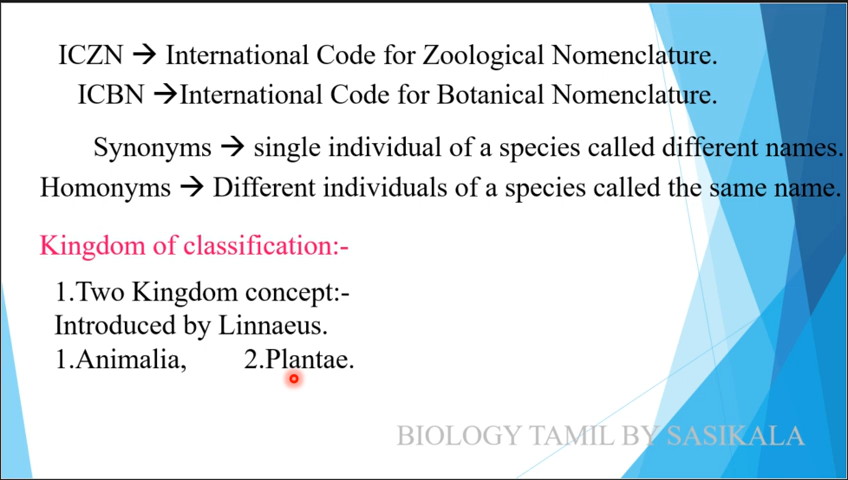 ICZN → International Code for Zoological Nomenclature.
ICBN →International Code for Botanical Nomenclature.
Synonyms → single individual of a species called different names.
Homonyms → Different individuals of a species called the same name.
Kingdom of classification:-
1.Two Kingdom concept:-
Introduced by Linnaeus.
1.Animalia, 2.Plantae.
BIOLOGY TAMIL BY SASIKALA